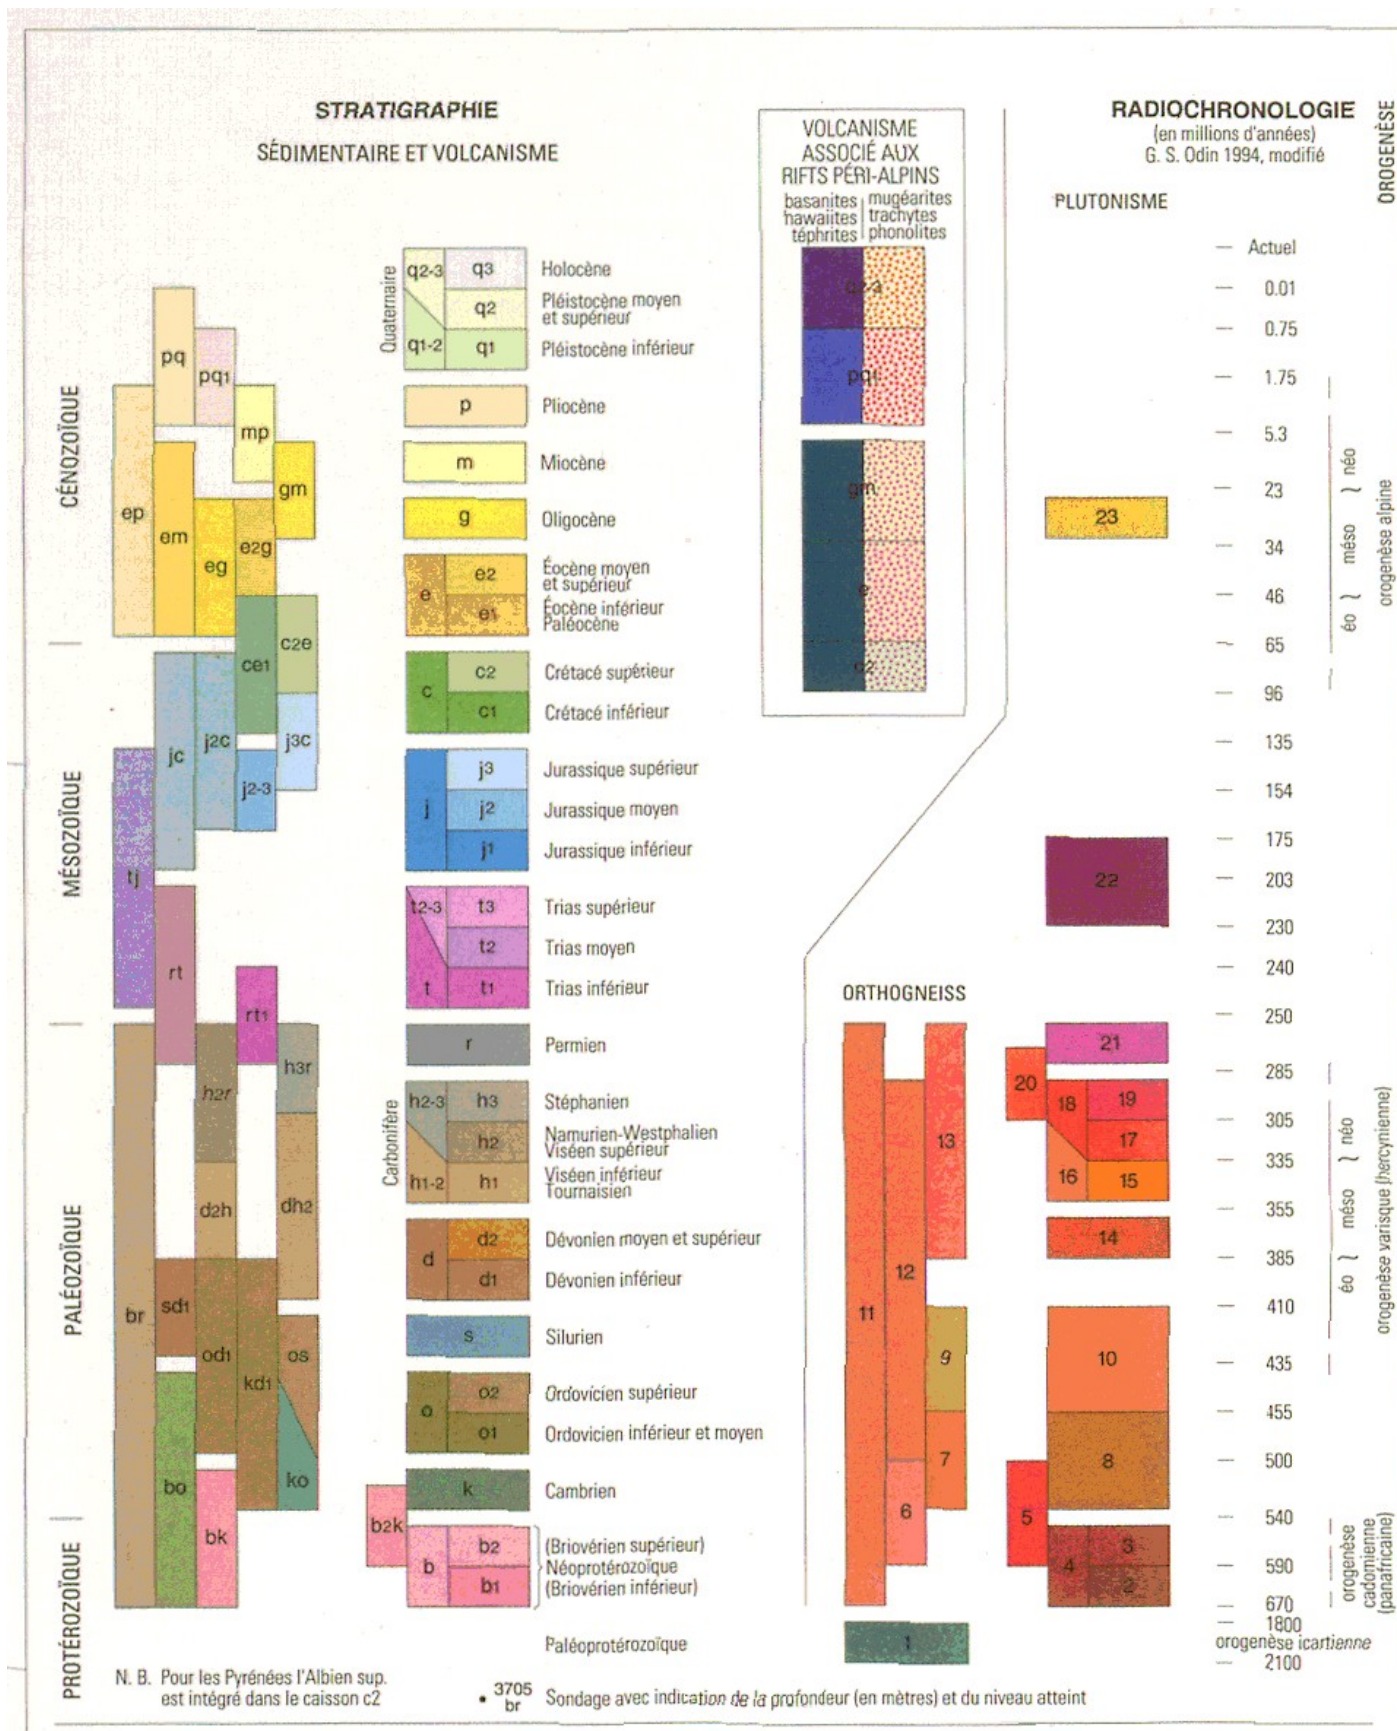 STRATIGRAPHIE
SÉDIMENTAIRE ET VOLCANISME
VOLCANISME
ASSOCIÉ AUX
RIFTS PÉRI-ALPINS
basanites
hawaiites
téphrites
mugéarites
trachytes
phonolites
RADIOCHRONOLOGIE
(en millions d'années)
G. S. Odin 1994, modifié
PLUTONISME
OROGENÈSE
CÉNOZOÏQUE
MÉSOZOÏQUE
PALÉOZOÏQUE
PROTÉROZOÏQUE
pq
pq1
mp
gm
ep
em
eg
e2g
ce1
c2e
jc
j2c
j3c
j2-3
tj
rt
rt1
h2r
h3r
d2h
dh2
br
sd1
od1
kd1
os
ko
bo
bk
b2k
Quaternaire
q2-3
q3
Holocène
q2
Pléistocène moyen
et supérieur
q1-2
q1
Pléistocène inférieur
p
Pliocène
m
Miocène
g
Oligocène
e
e2
Éocène moyen
et supérieur
e1
Éocène inférieur
Paléocène
c
c2
Crétacé supérieur
c1
Crétacé inférieur
j
j3
Jurassique supérieur
j2
Jurassique moyen
j1
Jurassique inférieur
t2-3
t3
Trias supérieur
t2
Trias moyen
t
t1
Trias inférieur
r
Permien
Carbonifère
h2-3
h3
Stéphanien
h2
Namurien-Westphalien
Viséen supérieur
h1-2
h1
Viséen inférieur
Tournaisien
d
d2
Dévonien moyen et supérieur
d1
Dévonien inférieur
s
Silurien
o
o2
Ordovicien supérieur
o1
Ordovicien inférieur et moyen
k
Cambrien
b
b2
(Briovérien supérieur)
Néoprotérozoïque
b1
(Briovérien inférieur)
Paléoprotérozoïque
q2-3
pq1
gm
e
c2
ORTHOGNEISS
11
12
13
9
7
6
1
23
22
21
20
18
19
17
16
15
14
10
8
5
4
3
2
Actuel
0.01
0.75
1.75
5.3
23
34
46
65
96
135
154
175
203
230
240
250
285
305
335
355
385
410
435
455
500
540
590
670
1800
orogenèse icartienne
2100
éo ~ méso ~ néo
orogenèse alpine
éo ~ méso ~ néo
orogenèse varisque (hercynienne)
orogenèse
cadomienne
(panafricaine)
N. B. Pour les Pyrénées l'Albien sup.
est intégré dans le caisson c2
• 3705
br
Sondage avec indication de la profondeur (en mètres) et du niveau atteint